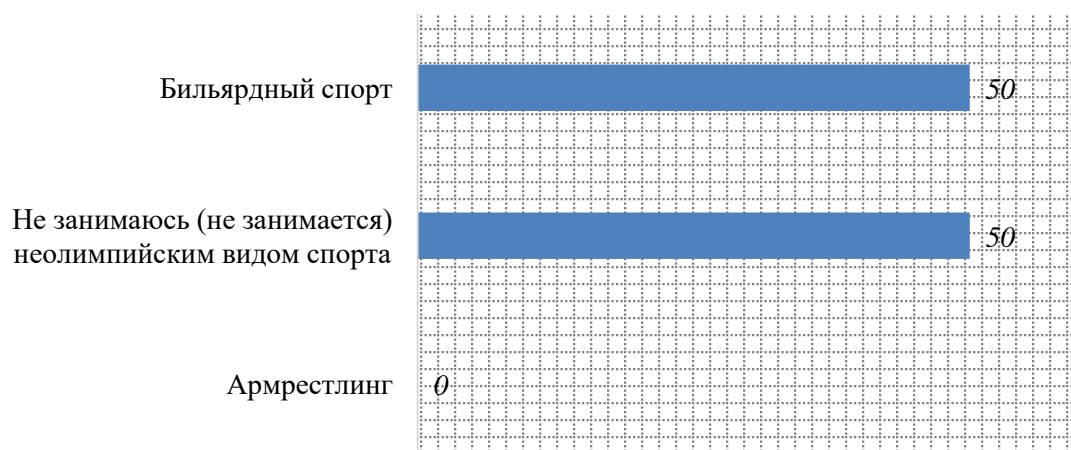 Бильярдный спорт
50
Не занимаюсь (не занимается)
неолимпийским видом спорта
50
Армрестлинг
0